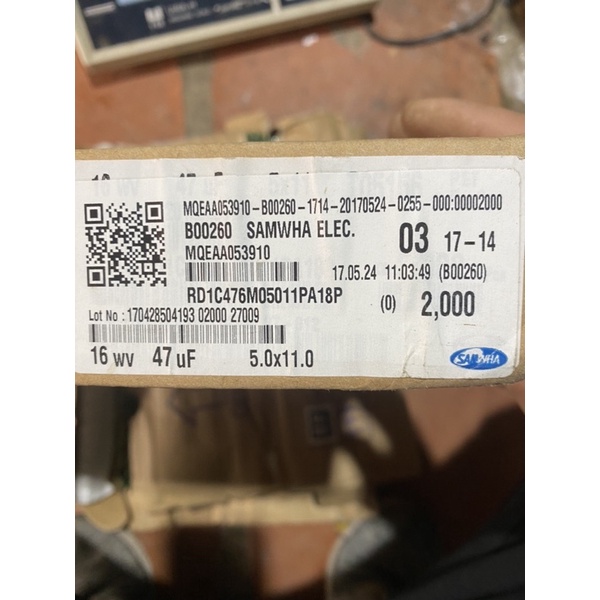 MQEAA053910-B00260-1714-20170524-0255-000:00002000
B00260 SAMWHA ELEC.
03 17-14
MQEAA053910
17.05.24 11:03:49 (B00260)
RD1C476M05011PA18P
(0) 2,000
Lot No : 170428504193 02000 27009
16 WV 47 uF 5.0x11.0
SAMWHA